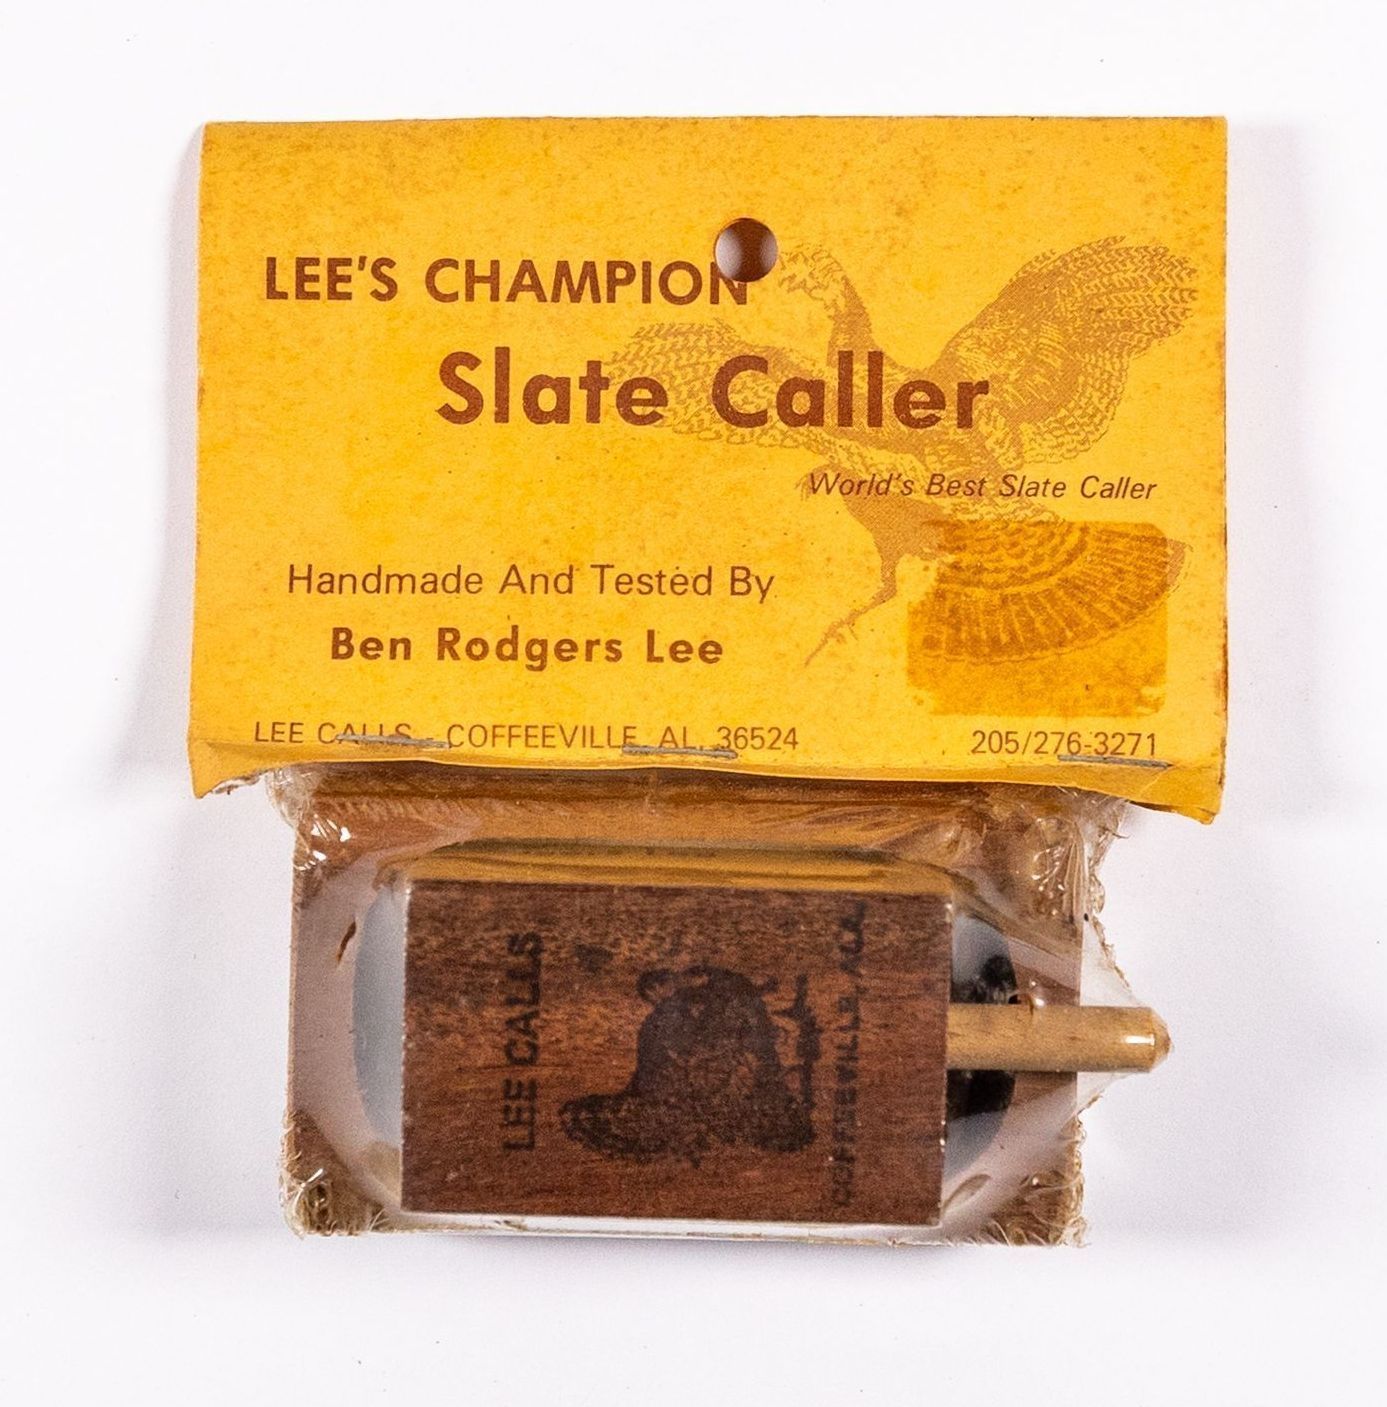 LEE'S CHAMPION
Slate Caller
World's Best Slate Caller
Handmade And Tested By
Ben Rodgers Lee
LEE CALLS - COFFEEVILLE, AL. 36524 205/276-3271
LEE CALLS
COFFEEVILLE, ALA.